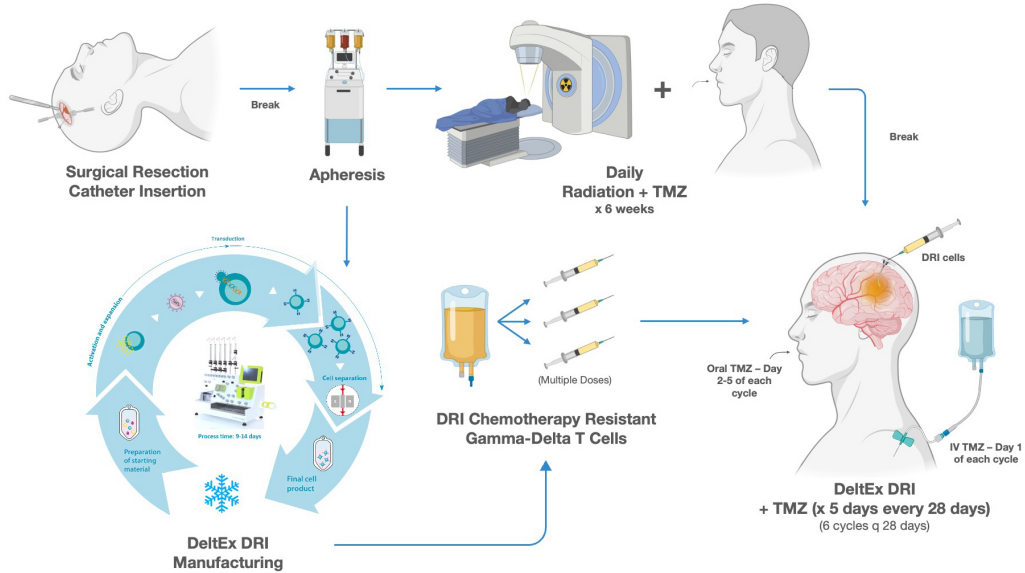 Surgical Resection
Catheter Insertion
Break
Apheresis
Daily
Radiation + TMZ
x 6 weeks
+
Break
Transduction
Activation and expansion
Cell separation
Process time: 9-14 days
Preparation
of starting
material
Final cell
product
DeltEx DRI
Manufacturing
(Multiple Doses)
DRI Chemotherapy Resistant
Gamma-Delta T Cells
DRI cells
Oral TMZ – Day
2-5 of each
cycle
IV TMZ – Day 1
of each cycle
DeltEx DRI
+ TMZ (x 5 days every 28 days)
(6 cycles q 28 days)